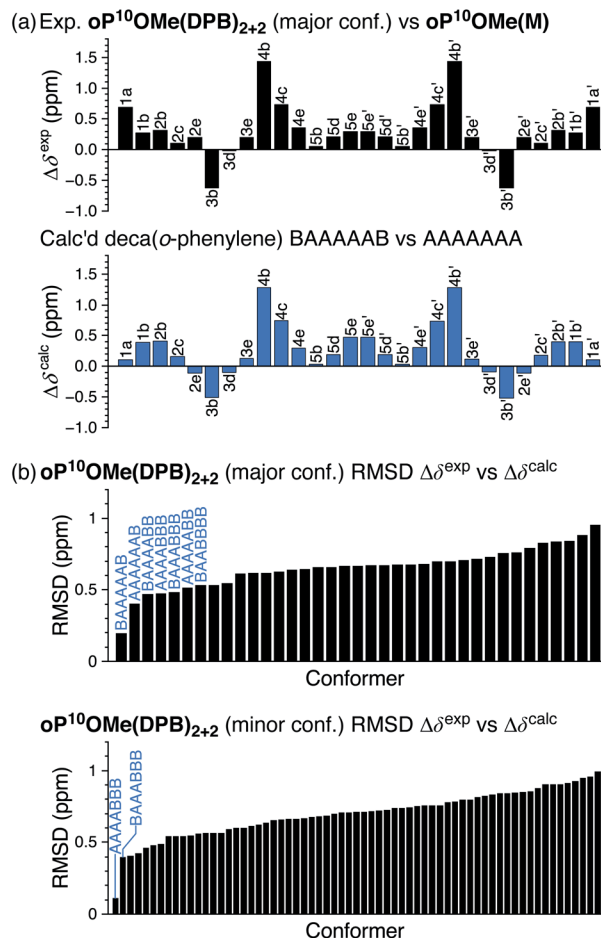 (a) Exp. oP¹⁰OMe(DPB)₂₊₂ (major conf.) vs oP¹⁰OMe(M)
Δδᵉˣᵖ (ppm)
1.5
1.0
0.5
0.0
−0.5
−1.0
1a 1b 2b 2c 2e 3b 3d 3e 4b 4c 4e 5b 5d 5e 5e' 5d' 5b' 4e' 4c' 4b' 3e' 3d' 3b' 2e' 2c' 2b' 1b' 1a'
Calc'd deca(o-phenylene) BAAAAAB vs AAAAAAA
Δδᶜᵃˡᶜ (ppm)
1.5
1.0
0.5
0.0
−0.5
−1.0
1a 1b 2b 2c 2e 3b 3d 3e 4b 4c 4e 5b 5d 5e 5e' 5d' 5b' 4e' 4c' 4b' 3e' 3d' 3b' 2e' 2c' 2b' 1b' 1a'
(b) oP¹⁰OMe(DPB)₂₊₂ (major conf.) RMSD Δδᵉˣᵖ vs Δδᶜᵃˡᶜ
RMSD (ppm)
1
0.5
0
BAAAAAB
AAAAAAB
BAAAABB
Conformer
oP¹⁰OMe(DPB)₂₊₂ (minor conf.) RMSD Δδᵉˣᵖ vs Δδᶜᵃˡᶜ
RMSD (ppm)
1
0.5
0
AAAABBB
BAAABBB
Conformer